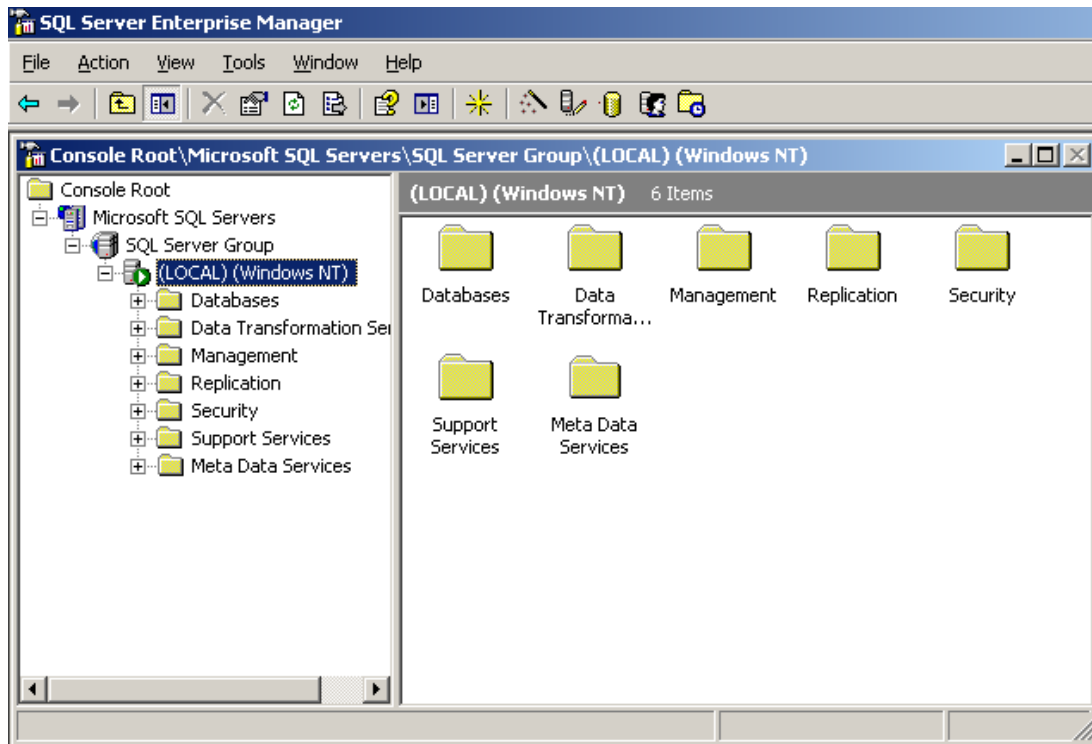 SQL Server Enterprise Manager
File Action View Tools Window Help
Console Root\Microsoft SQL Servers\SQL Server Group\(LOCAL) (Windows NT)
Console Root
Microsoft SQL Servers
SQL Server Group
(LOCAL) (Windows NT)
Databases
Data Transformation Ser
Management
Replication
Security
Support Services
Meta Data Services
(LOCAL) (Windows NT) 6 Items
Databases
Data
Transforma...
Management
Replication
Security
Support
Services
Meta Data
Services